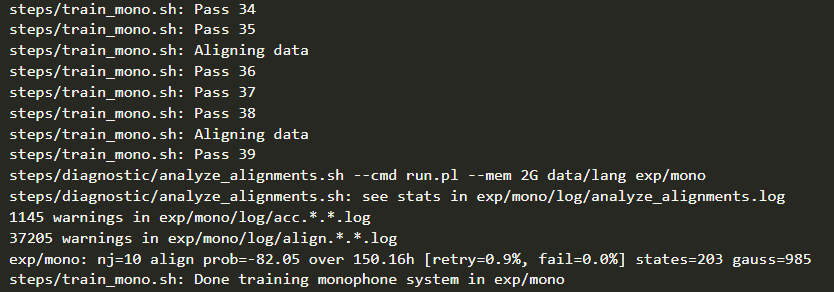 steps/train_mono.sh: Pass 34
steps/train_mono.sh: Pass 35
steps/train_mono.sh: Aligning data
steps/train_mono.sh: Pass 36
steps/train_mono.sh: Pass 37
steps/train_mono.sh: Pass 38
steps/train_mono.sh: Aligning data
steps/train_mono.sh: Pass 39
steps/diagnostic/analyze_alignments.sh --cmd run.pl --mem 2G data/lang exp/mono
steps/diagnostic/analyze_alignments.sh: see stats in exp/mono/log/analyze_alignments.log
1145 warnings in exp/mono/log/acc.*.*.log
37205 warnings in exp/mono/log/align.*.*.log
exp/mono: nj=10 align prob=-82.05 over 150.16h [retry=0.9%, fail=0.0%] states=203 gauss=985
steps/train_mono.sh: Done training monophone system in exp/mono